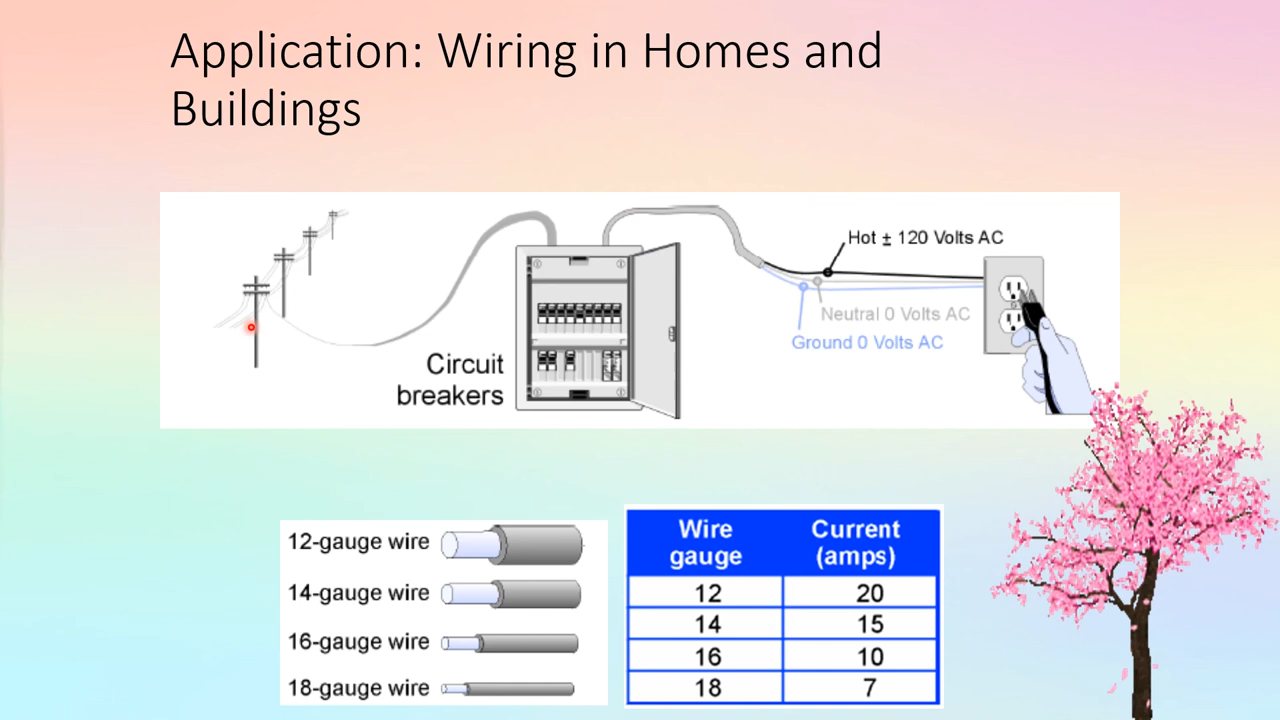 Application: Wiring in Homes and
Buildings
Hot ± 120 Volts AC
Neutral 0 Volts AC
Ground 0 Volts AC
Circuit
breakers
12-gauge wire
14-gauge wire
16-gauge wire
18-gauge wire
Wire
gauge
Current
(amps)
12 20
14 15
16 10
18 7